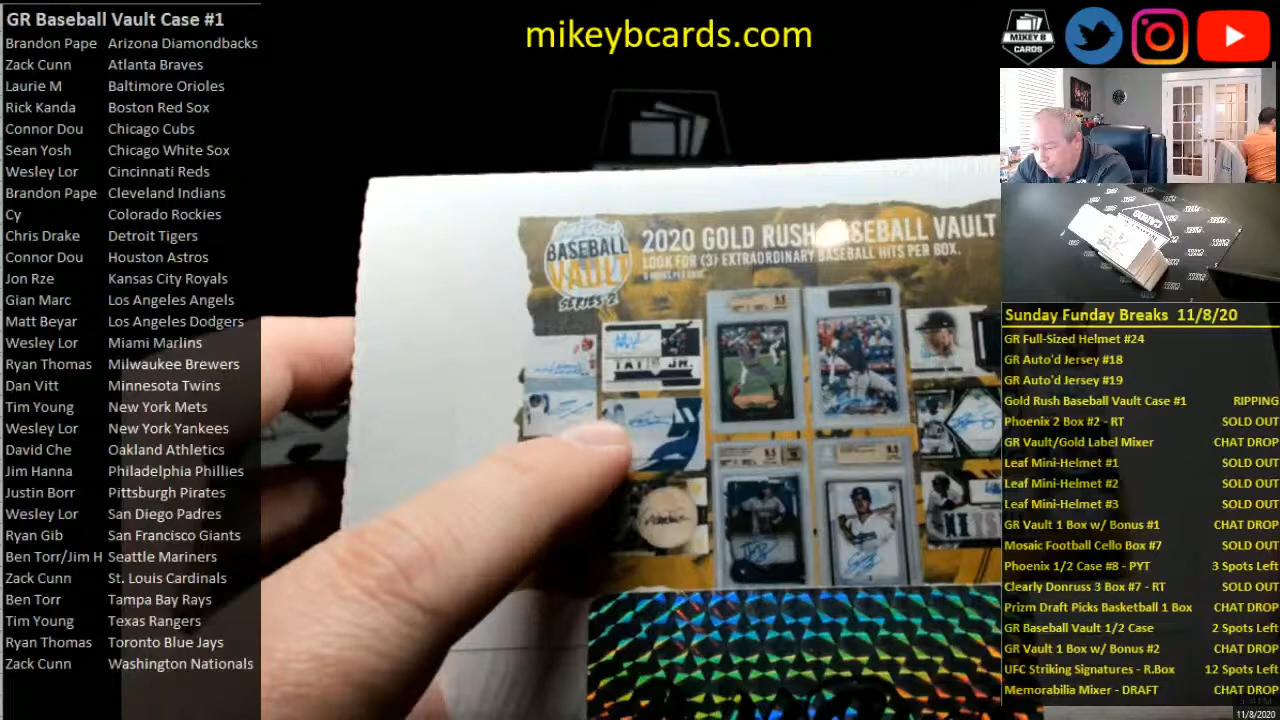 GR Baseball Vault Case #1
Brandon Pape Arizona Diamondbacks
Zack Cunn Atlanta Braves
Laurie M Baltimore Orioles
Rick Kanda Boston Red Sox
Connor Dou Chicago Cubs
Sean Yosh Chicago White Sox
Wesley Lor Cincinnati Reds
Brandon Pape Cleveland Indians
Cy Colorado Rockies
Chris Drake Detroit Tigers
Connor Dou Houston Astros
Jon Rze Kansas City Royals
Gian Marc Los Angeles Angels
Matt Beyar Los Angeles Dodgers
Wesley Lor Miami Marlins
Ryan Thomas Milwaukee Brewers
Dan Vitt Minnesota Twins
Tim Young New York Mets
Wesley Lor New York Yankees
David Che Oakland Athletics
Jim Hanna Philadelphia Phillies
Justin Borr Pittsburgh Pirates
Wesley Lor San Diego Padres
Ryan Gib San Francisco Giants
Ben Torr/Jim H Seattle Mariners
Zack Cunn St. Louis Cardinals
Ben Torr Tampa Bay Rays
Tim Young Texas Rangers
Ryan Thomas Toronto Blue Jays
Zack Cunn Washington Nationals
mikeybcards.com
BASEBALL
VAULT
SERIES 2
2020 GOLD RUSH BASEBALL VAULT
LOOK FOR (3) EXTRAORDINARY BASEBALL HITS PER BOX.
TATIS JR.
MIKEY B
CARDS
Sunday Funday Breaks 11/8/20
GR Full-Sized Helmet #24
GR Auto'd Jersey #18
GR Auto'd Jersey #19
Gold Rush Baseball Vault Case #1 RIPPING
Phoenix 2 Box #2 - RT SOLD OUT
GR Vault/Gold Label Mixer CHAT DROP
Leaf Mini-Helmet #1 SOLD OUT
Leaf Mini-Helmet #2 SOLD OUT
Leaf Mini-Helmet #3 SOLD OUT
GR Vault 1 Box w/ Bonus #1 CHAT DROP
Mosaic Football Cello Box #7 SOLD OUT
Phoenix 1/2 Case #8 - PYT 3 Spots Left
Clearly Donruss 3 Box #7 - RT SOLD OUT
Prizm Draft Picks Basketball 1 Box CHAT DROP
GR Baseball Vault 1/2 Case 2 Spots Left
GR Vault 1 Box w/ Bonus #2 CHAT DROP
UFC Striking Signatures - R.Box 12 Spots Left
Memorabilia Mixer - DRAFT CHAT DROP
11/8/2020